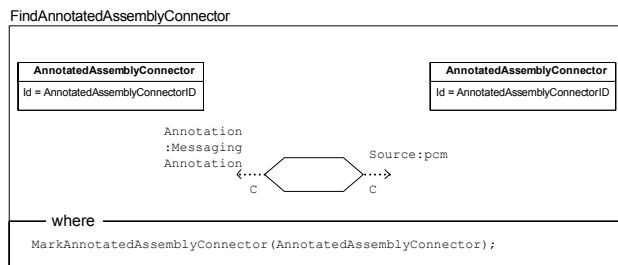 FindAnnotatedAssemblyConnector
AnnotatedAssemblyConnector
Id = AnnotatedAssemblyConnectorID
AnnotatedAssemblyConnector
Id = AnnotatedAssemblyConnectorID
Annotation
:Messaging
Annotation
C
Source:pcm
C
where
MarkAnnotatedAssemblyConnector(AnnotatedAssemblyConnector);